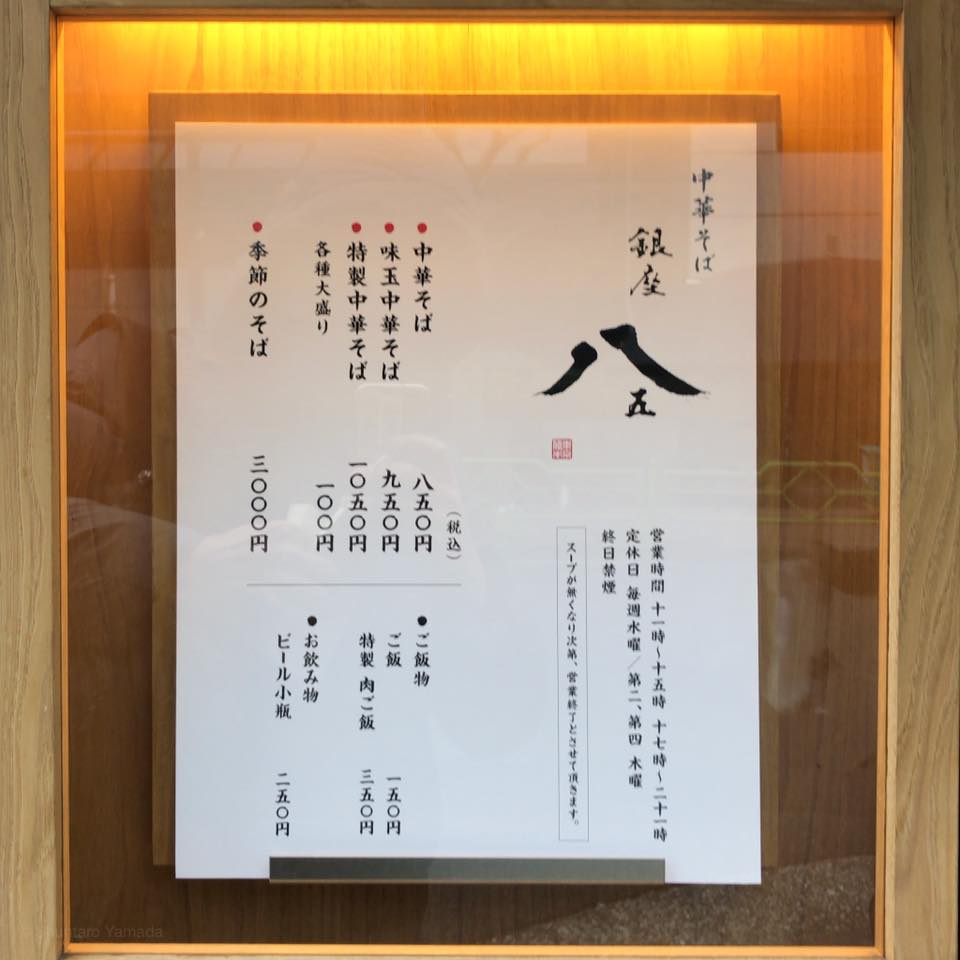 中華そば
銀座
八五
営業時間 十一時～十五時 十七時～二十一時
定休日 毎週水曜／第二、第四 木曜
終日禁煙
スープが無くなり次第、営業終了とさせて頂きます。
（税込）
●中華そば 八五〇円
●味玉中華そば 九五〇円
●特製中華そば 一〇五〇円
各種大盛り 一〇〇円
●季節のそば 三〇〇〇円
●ご飯物
ご飯 一五〇円
特製 肉ご飯 三五〇円
●お飲み物
ビール小瓶 二五〇円
Yamada